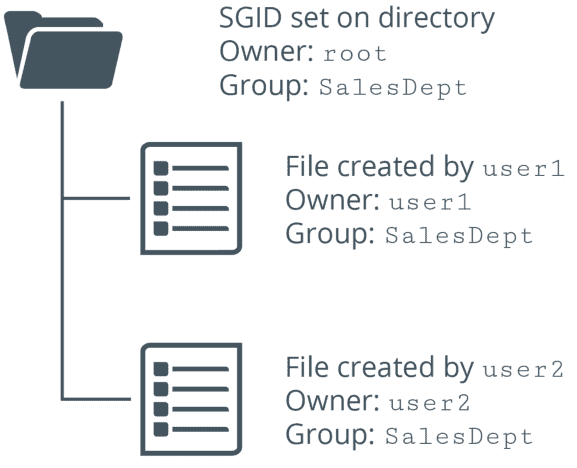 SGID set on directory
Owner: root
Group: SalesDept
File created by user1
Owner: user1
Group: SalesDept
File created by user2
Owner: user2
Group: SalesDept